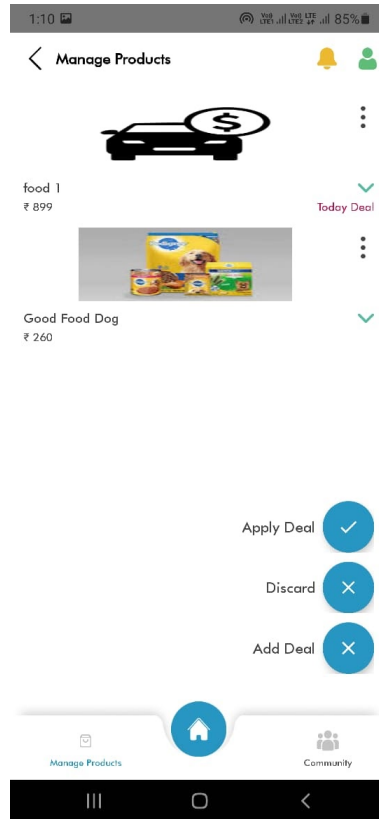 1:10 85%
Manage Products
$
food 1
₹ 899
Today Deal
Pedigree
Good Food Dog
₹ 260
Apply Deal
Discard
Add Deal
Manage Products
Community